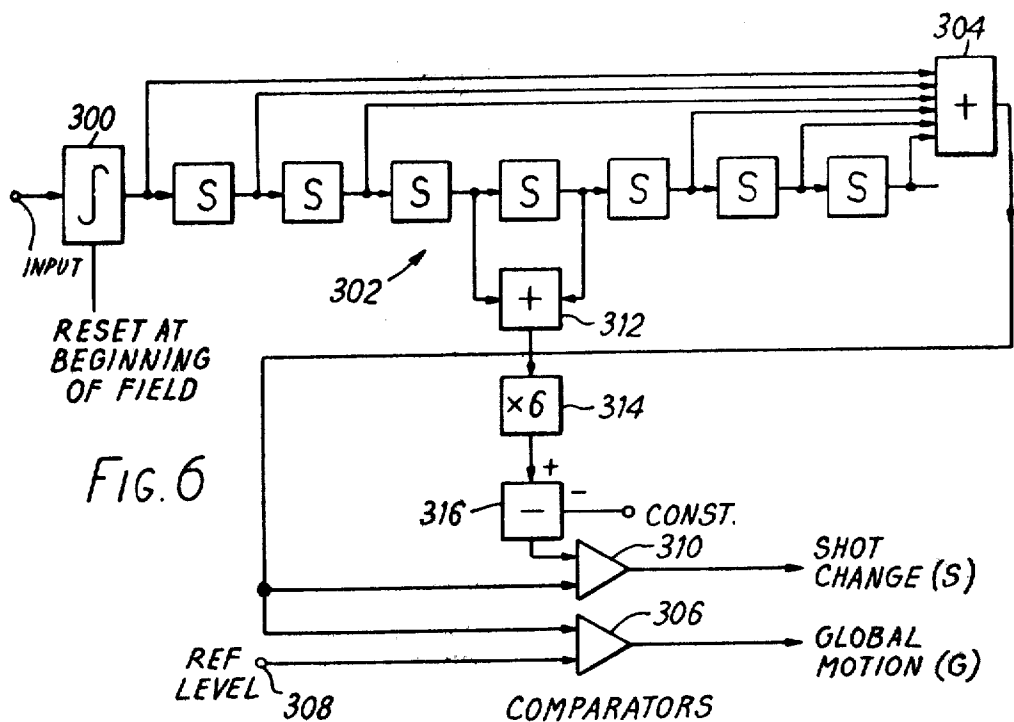 304
300
+
∫
S
S
S
S
S
S
S
INPUT
302
+
312
RESET AT
BEGINNING
OF FIELD
×6
314
FIG. 6
+
−
316
−
CONST.
310
SHOT
CHANGE (S)
306
GLOBAL
MOTION (G)
REF
LEVEL
308
COMPARATORS